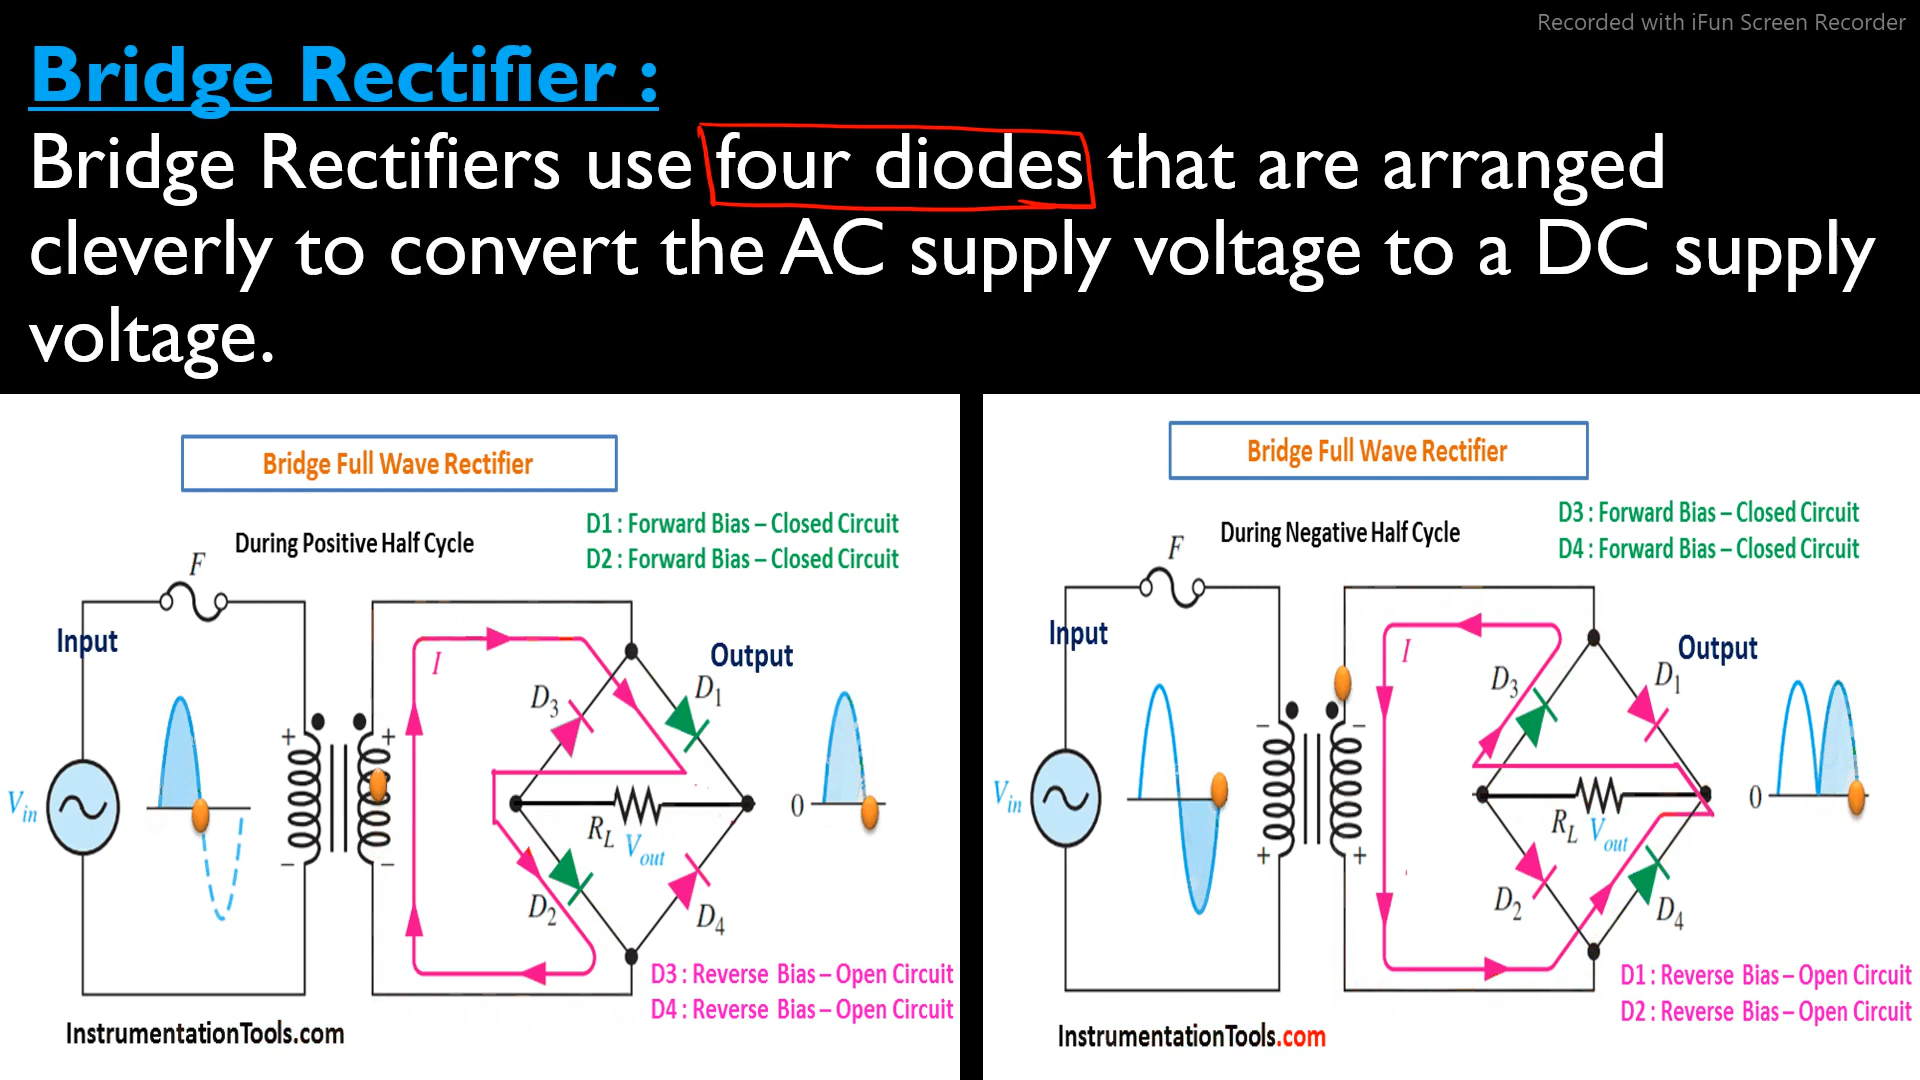 Recorded with iFun Screen Recorder
Bridge Rectifier :
Bridge Rectifiers use four diodes that are arranged
cleverly to convert the AC supply voltage to a DC supply
voltage.
Bridge Full Wave Rectifier
During Positive Half Cycle
D1 : Forward Bias – Closed Circuit
D2 : Forward Bias – Closed Circuit
F
Input
I
Output
D3
D1
+
+
Vin
0
RL
Vout
-
-
D2
D4
D3 : Reverse Bias – Open Circuit
D4 : Reverse Bias – Open Circuit
InstrumentationTools.com
Bridge Full Wave Rectifier
During Negative Half Cycle
D3 : Forward Bias – Closed Circuit
D4 : Forward Bias – Closed Circuit
F
Input
I
Output
D3
D1
-
-
Vin
0
RL
Vout
+
+
D2
D4
D1 : Reverse Bias – Open Circuit
D2 : Reverse Bias – Open Circuit
InstrumentationTools.com